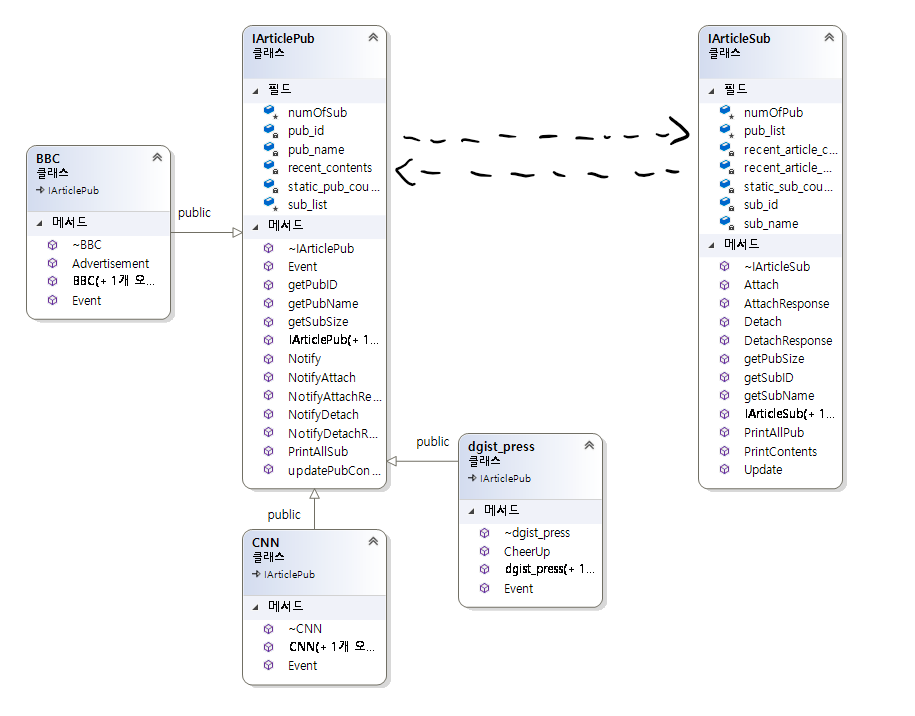 IArticlePub
클래스
필드
numOfSub
pub_id
pub_name
recent_contents
static_pub_cou...
sub_list
메서드
~IArticlePub
Event
getPubID
getPubName
getSubSize
IArticlePub(+ 1...
Notify
NotifyAttach
NotifyAttachRe...
NotifyDetach
NotifyDetachR...
PrintAllSub
updatePubCon...
IArticleSub
클래스
필드
numOfPub
pub_list
recent_article_c...
recent_article_...
static_sub_cou...
sub_id
sub_name
메서드
~IArticleSub
Attach
AttachResponse
Detach
DetachResponse
getPubSize
getSubID
getSubName
IArticleSub(+ 1...
PrintAllPub
PrintContents
Update
BBC
클래스
IArticlePub
메서드
~BBC
Advertisement
BBC(+ 1개 오...
Event
public
public
dgist_press
클래스
IArticlePub
메서드
~dgist_press
CheerUp
dgist_press(+ 1...
Event
public
CNN
클래스
IArticlePub
메서드
~CNN
CNN(+ 1개 오...
Event